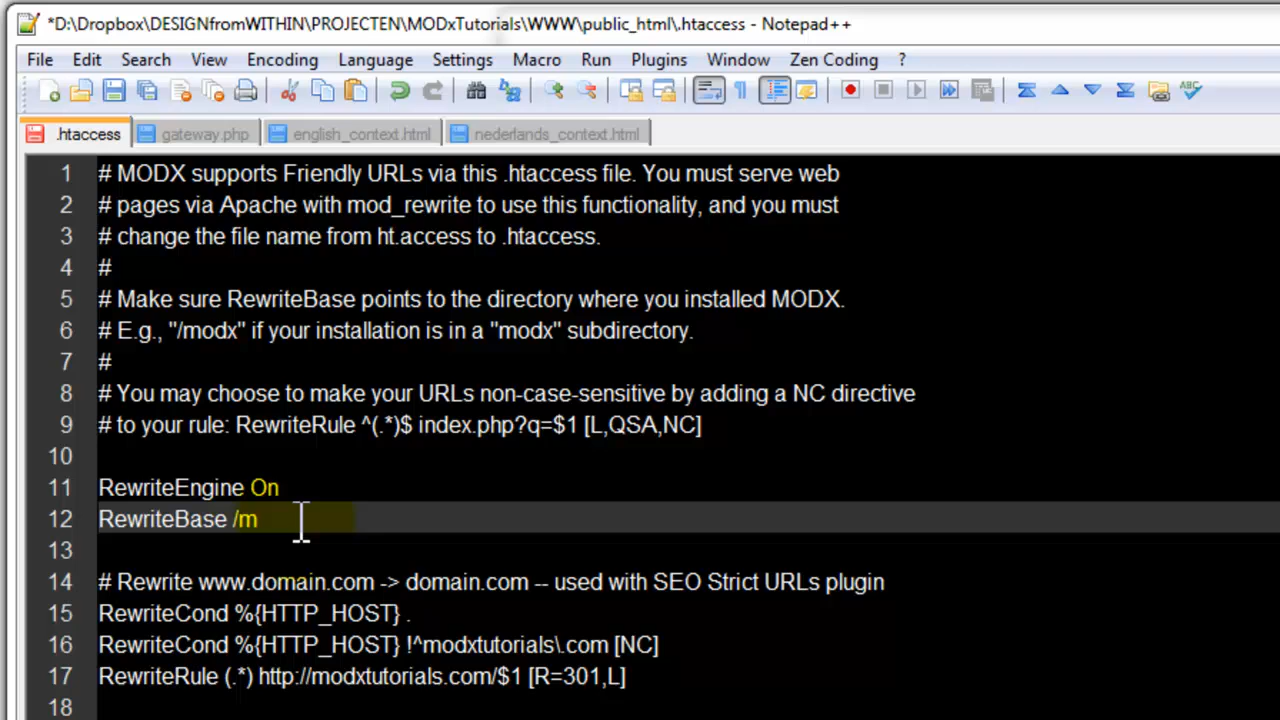 *D:\Dropbox\DESIGNfromWITHIN\PROJECTEN\MODxTutorials\WWW\public_html\.htaccess - Notepad++
File Edit Search View Encoding Language Settings Macro Run Plugins Window Zen Coding ?
ABC
.htaccess gateway.php english_context.html nederlands_context.html
1 # MODX supports Friendly URLs via this .htaccess file. You must serve web
2 # pages via Apache with mod_rewrite to use this functionality, and you must
3 # change the file name from ht.access to .htaccess.
4 #
5 # Make sure RewriteBase points to the directory where you installed MODX.
6 # E.g., "/modx" if your installation is in a "modx" subdirectory.
7 #
8 # You may choose to make your URLs non-case-sensitive by adding a NC directive
9 # to your rule: RewriteRule ^(.*)$ index.php?q=$1 [L,QSA,NC]
10
11 RewriteEngine On
12 RewriteBase /m
13
14 # Rewrite www.domain.com -> domain.com -- used with SEO Strict URLs plugin
15 RewriteCond %{HTTP_HOST} .
16 RewriteCond %{HTTP_HOST} !^modxtutorials\.com [NC]
17 RewriteRule (.*) http://modxtutorials.com/$1 [R=301,L]
18